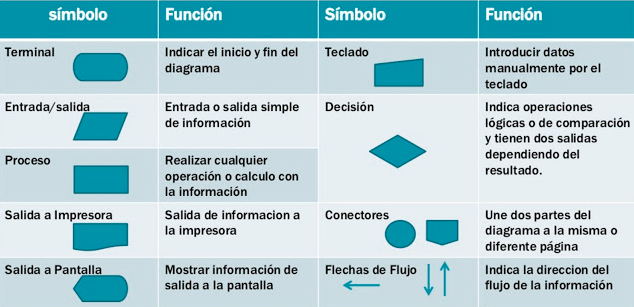 símbolo
Función
Símbolo
Función
Terminal
Indicar el inicio y fin del
diagrama
Teclado
Introducir datos
manualmente por el
teclado
Entrada/salida
Entrada o salida simple
de información
Decisión
Indica operaciones
lógicas o de comparación
y tienen dos salidas
dependiendo del
resultado.
Proceso
Realizar cualquier
operación o calculo con
la información
Salida a Impresora
Salida de informacion a
la impresora
Conectores
Une dos partes del
diagrama a la misma o
diferente página
Salida a Pantalla
Mostrar información de
salida a la pantalla
Flechas de Flujo
Indica la direccion del
flujo de la información